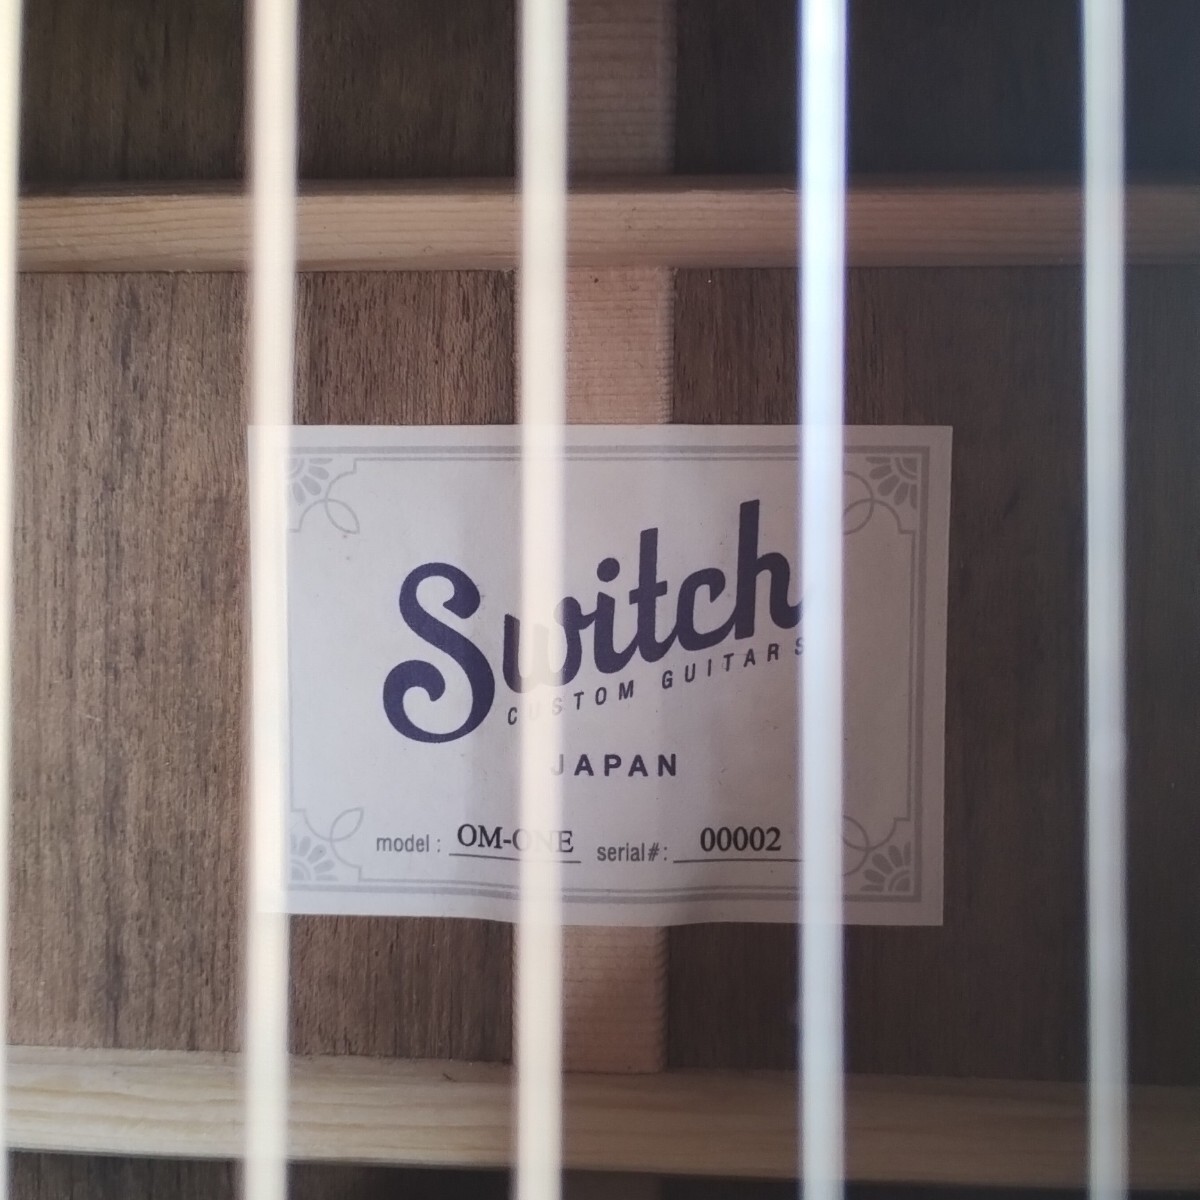 Switch
CUSTOM GUITARS
JAPAN
model : OM-ONE serial#: 00002